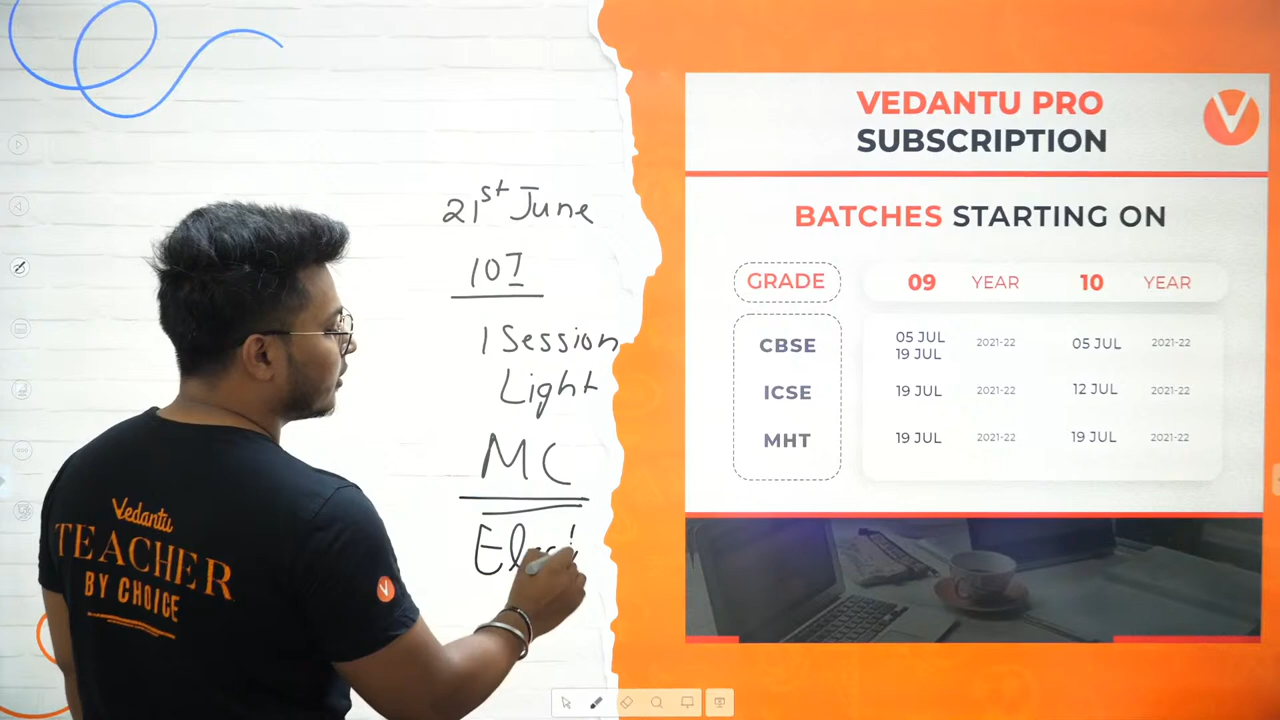 21st June
10I
1 Session
Light
MC
Vedantu
TEACHER
BY CHOICE
VEDANTU PRO
SUBSCRIPTION
BATCHES STARTING ON
GRADE 09 YEAR 10 YEAR
CBSE 05 JUL 19 JUL 2021-22 05 JUL 2021-22
ICSE 19 JUL 2021-22 12 JUL 2021-22
MHT 19 JUL 2021-22 19 JUL 2021-22